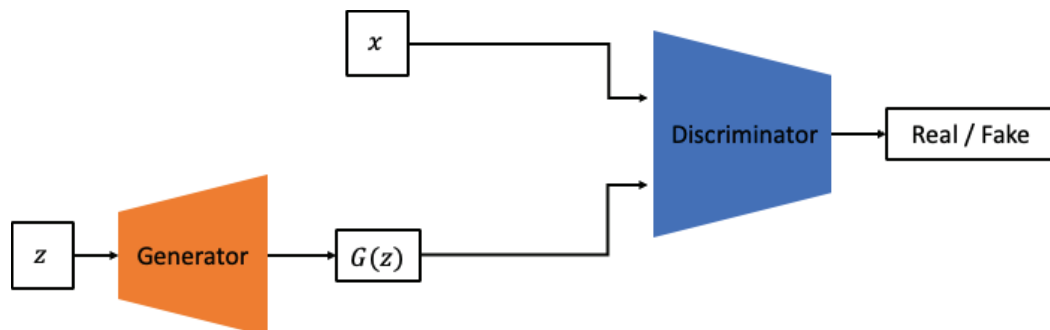 x
Discriminator
Real / Fake
z
Generator
G(z)